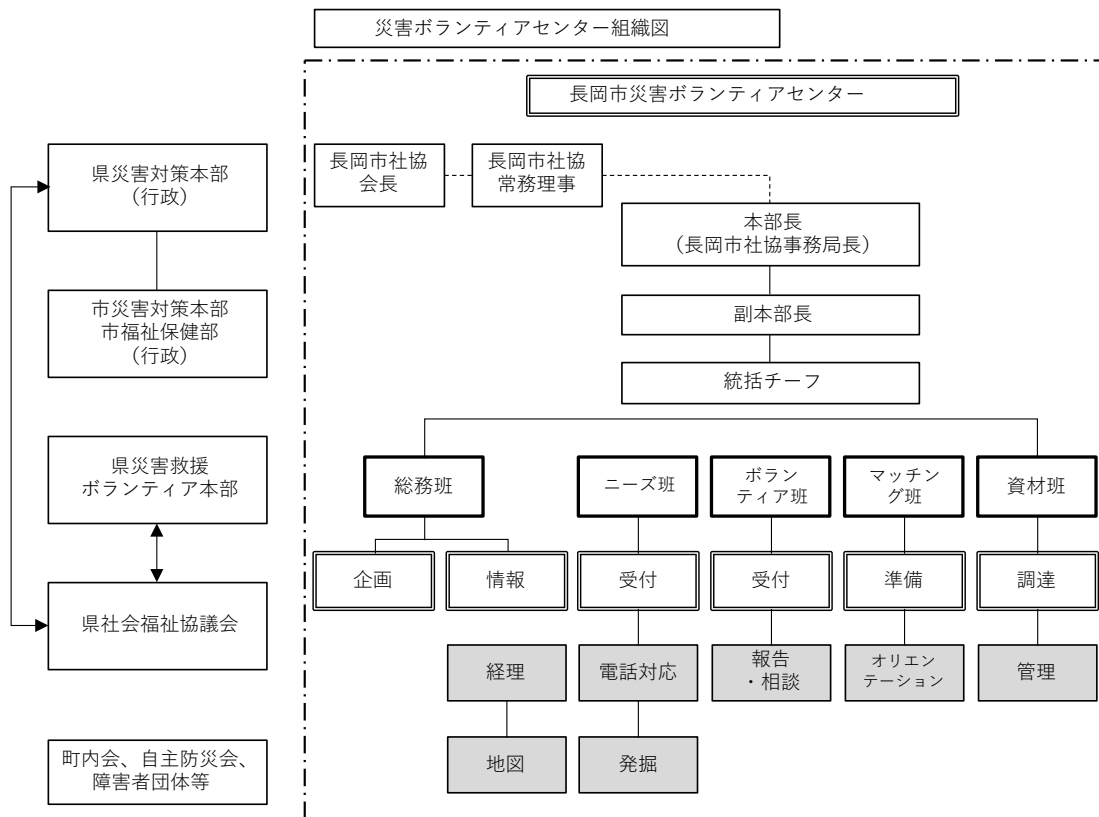 災害ボランティアセンター組織図
長岡市災害ボランティアセンター
県災害対策本部
（行政）
市災害対策本部
市福祉保健部
（行政）
県災害救援
ボランティア本部
県社会福祉協議会
町内会、自主防災会、
障害者団体等
長岡市社協
会長
長岡市社協
常務理事
本部長
（長岡市社協事務局長）
副本部長
統括チーフ
総務班
ニーズ班
ボラン
ティア班
マッチン
グ班
資材班
企画
情報
受付
受付
準備
調達
経理
電話対応
報告
・相談
オリエン
テーション
管理
地図
発掘